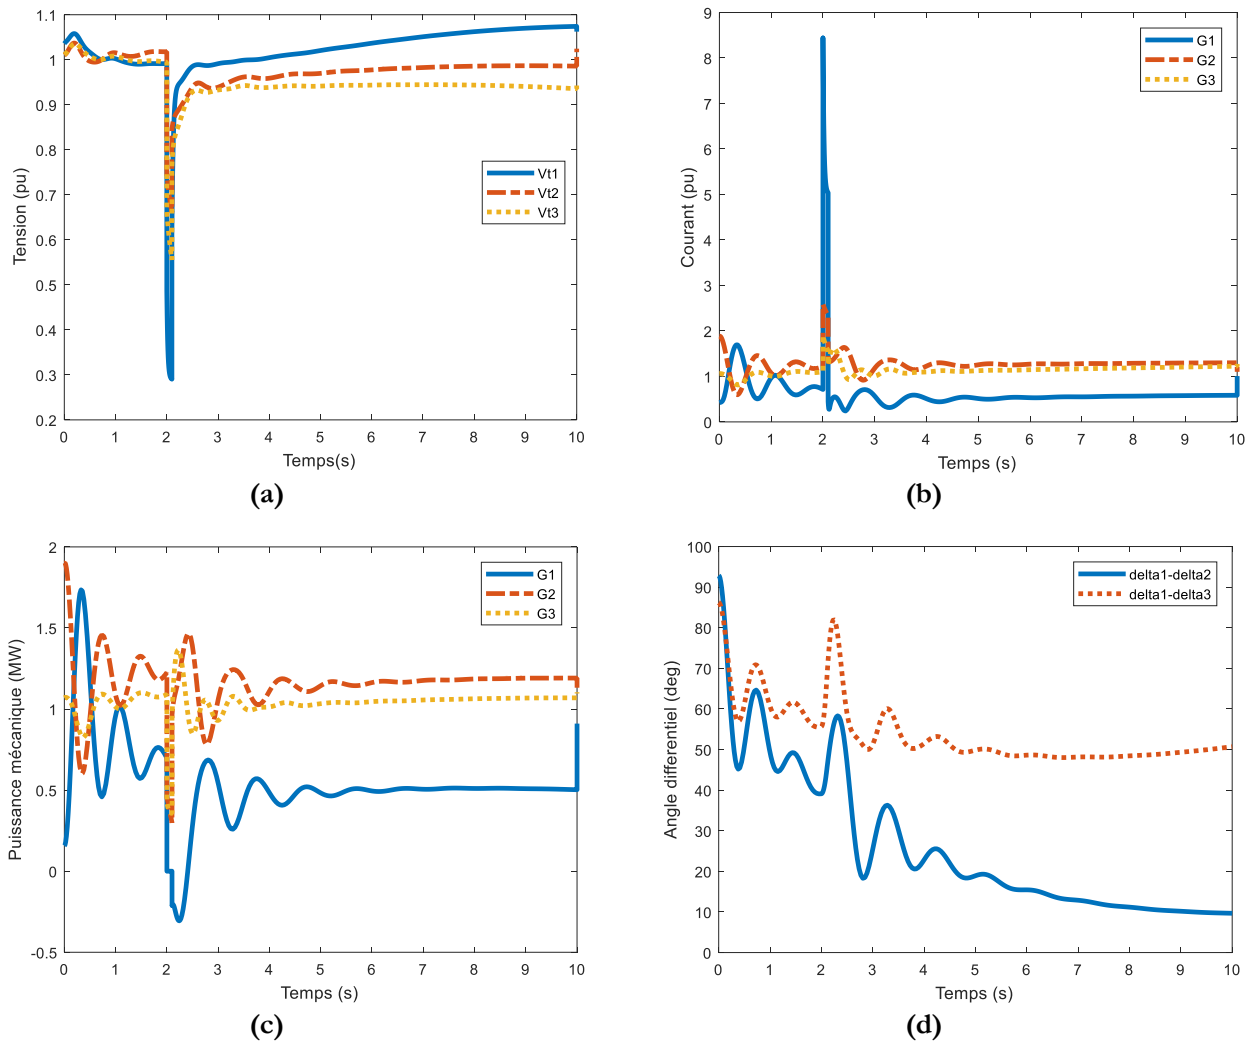 1.1
1
0.9
0.8
0.7
0.6
0.5
0.4
0.3
0.2
Tension (pu)
Vt1
Vt2
Vt3
0 1 2 3 4 5 6 7 8 9 10
Temps(s)
(a)
9
8
7
6
5
4
3
2
1
0
Courant (pu)
G1
G2
G3
0 1 2 3 4 5 6 7 8 9 10
Temps (s)
(b)
2
1.5
1
0.5
0
-0.5
Puissance mécanique (MW)
G1
G2
G3
0 1 2 3 4 5 6 7 8 9 10
Temps (s)
(c)
100
90
80
70
60
50
40
30
20
10
0
Angle differentiel (deg)
delta1-delta2
delta1-delta3
0 1 2 3 4 5 6 7 8 9 10
Temps (s)
(d)